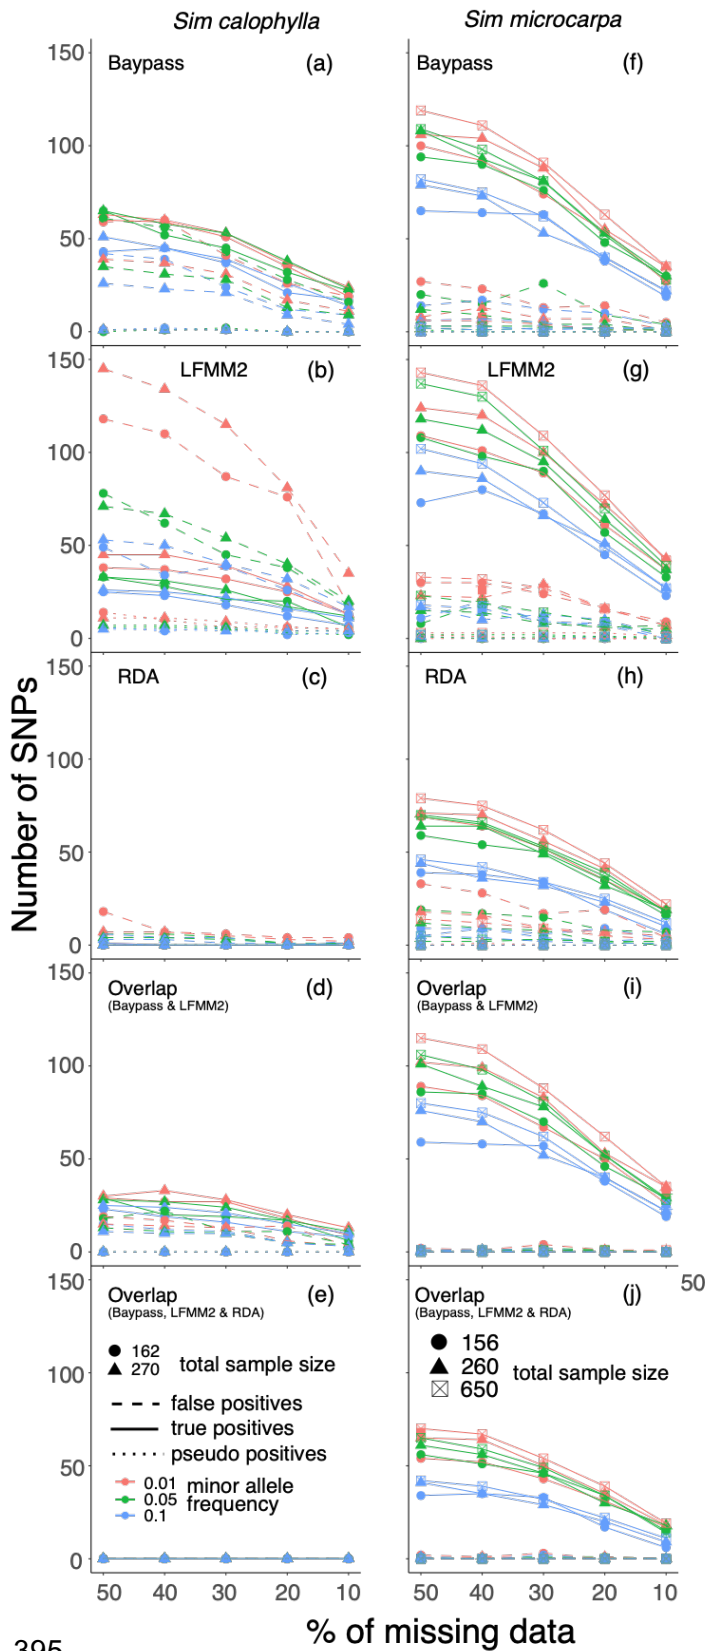 Sim calophylla
Sim microcarpa
150
Baypass
(a)
Baypass
(f)
100
50
0
150
LFMM2
(b)
LFMM2
(g)
100
50
0
150
RDA
(c)
RDA
(h)
100
50
0
150
Overlap
(d)
Overlap
(i)
(Baypass & LFMM2)
(Baypass & LFMM2)
100
50
0
150
50
Overlap
(e)
Overlap
(j)
(Baypass, LFMM2 & RDA)
(Baypass, LFMM2 & RDA)
162
270
total sample size
156
260
650
total sample size
100
false positives
true positives
pseudo positives
0.01
0.05
0.1
minor allele
frequency
50
0
Number of SNPs
50 40 30 20 10
50 40 30 20 10
% of missing data
395